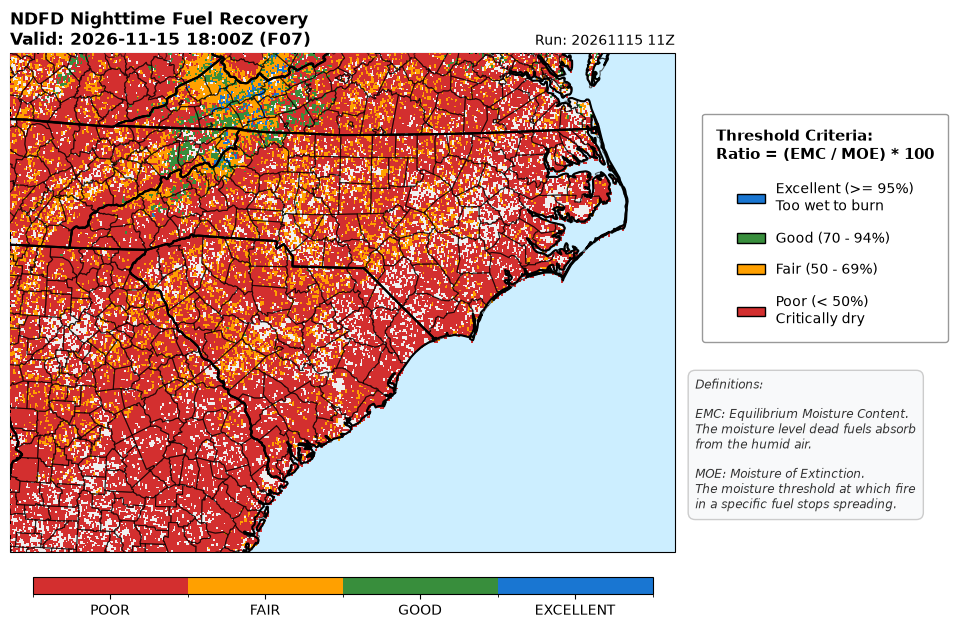 NDFD Nighttime Fuel Recovery
Valid: 2026-11-15 18:00Z (F07)
Run: 20261115 11Z
Threshold Criteria:
Ratio = (EMC / MOE) * 100
Excellent (>= 95%)
Too wet to burn
Good (70 - 94%)
Fair (50 - 69%)
Poor (< 50%)
Critically dry
Definitions:
EMC: Equilibrium Moisture Content.
The moisture level dead fuels absorb
from the humid air.
MOE: Moisture of Extinction.
The moisture threshold at which fire
in a specific fuel stops spreading.
POOR FAIR GOOD EXCELLENT